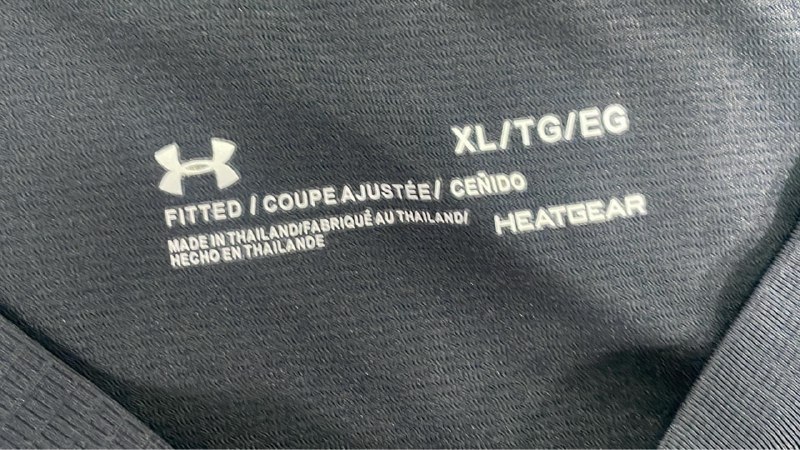 XL/TG/EG
FITTED / COUPE AJUSTÉE / CEÑIDO
HEATGEAR
MADE IN THAILAND/FABRIQUÉ AU THAILAND/
HECHO EN THAILANDE